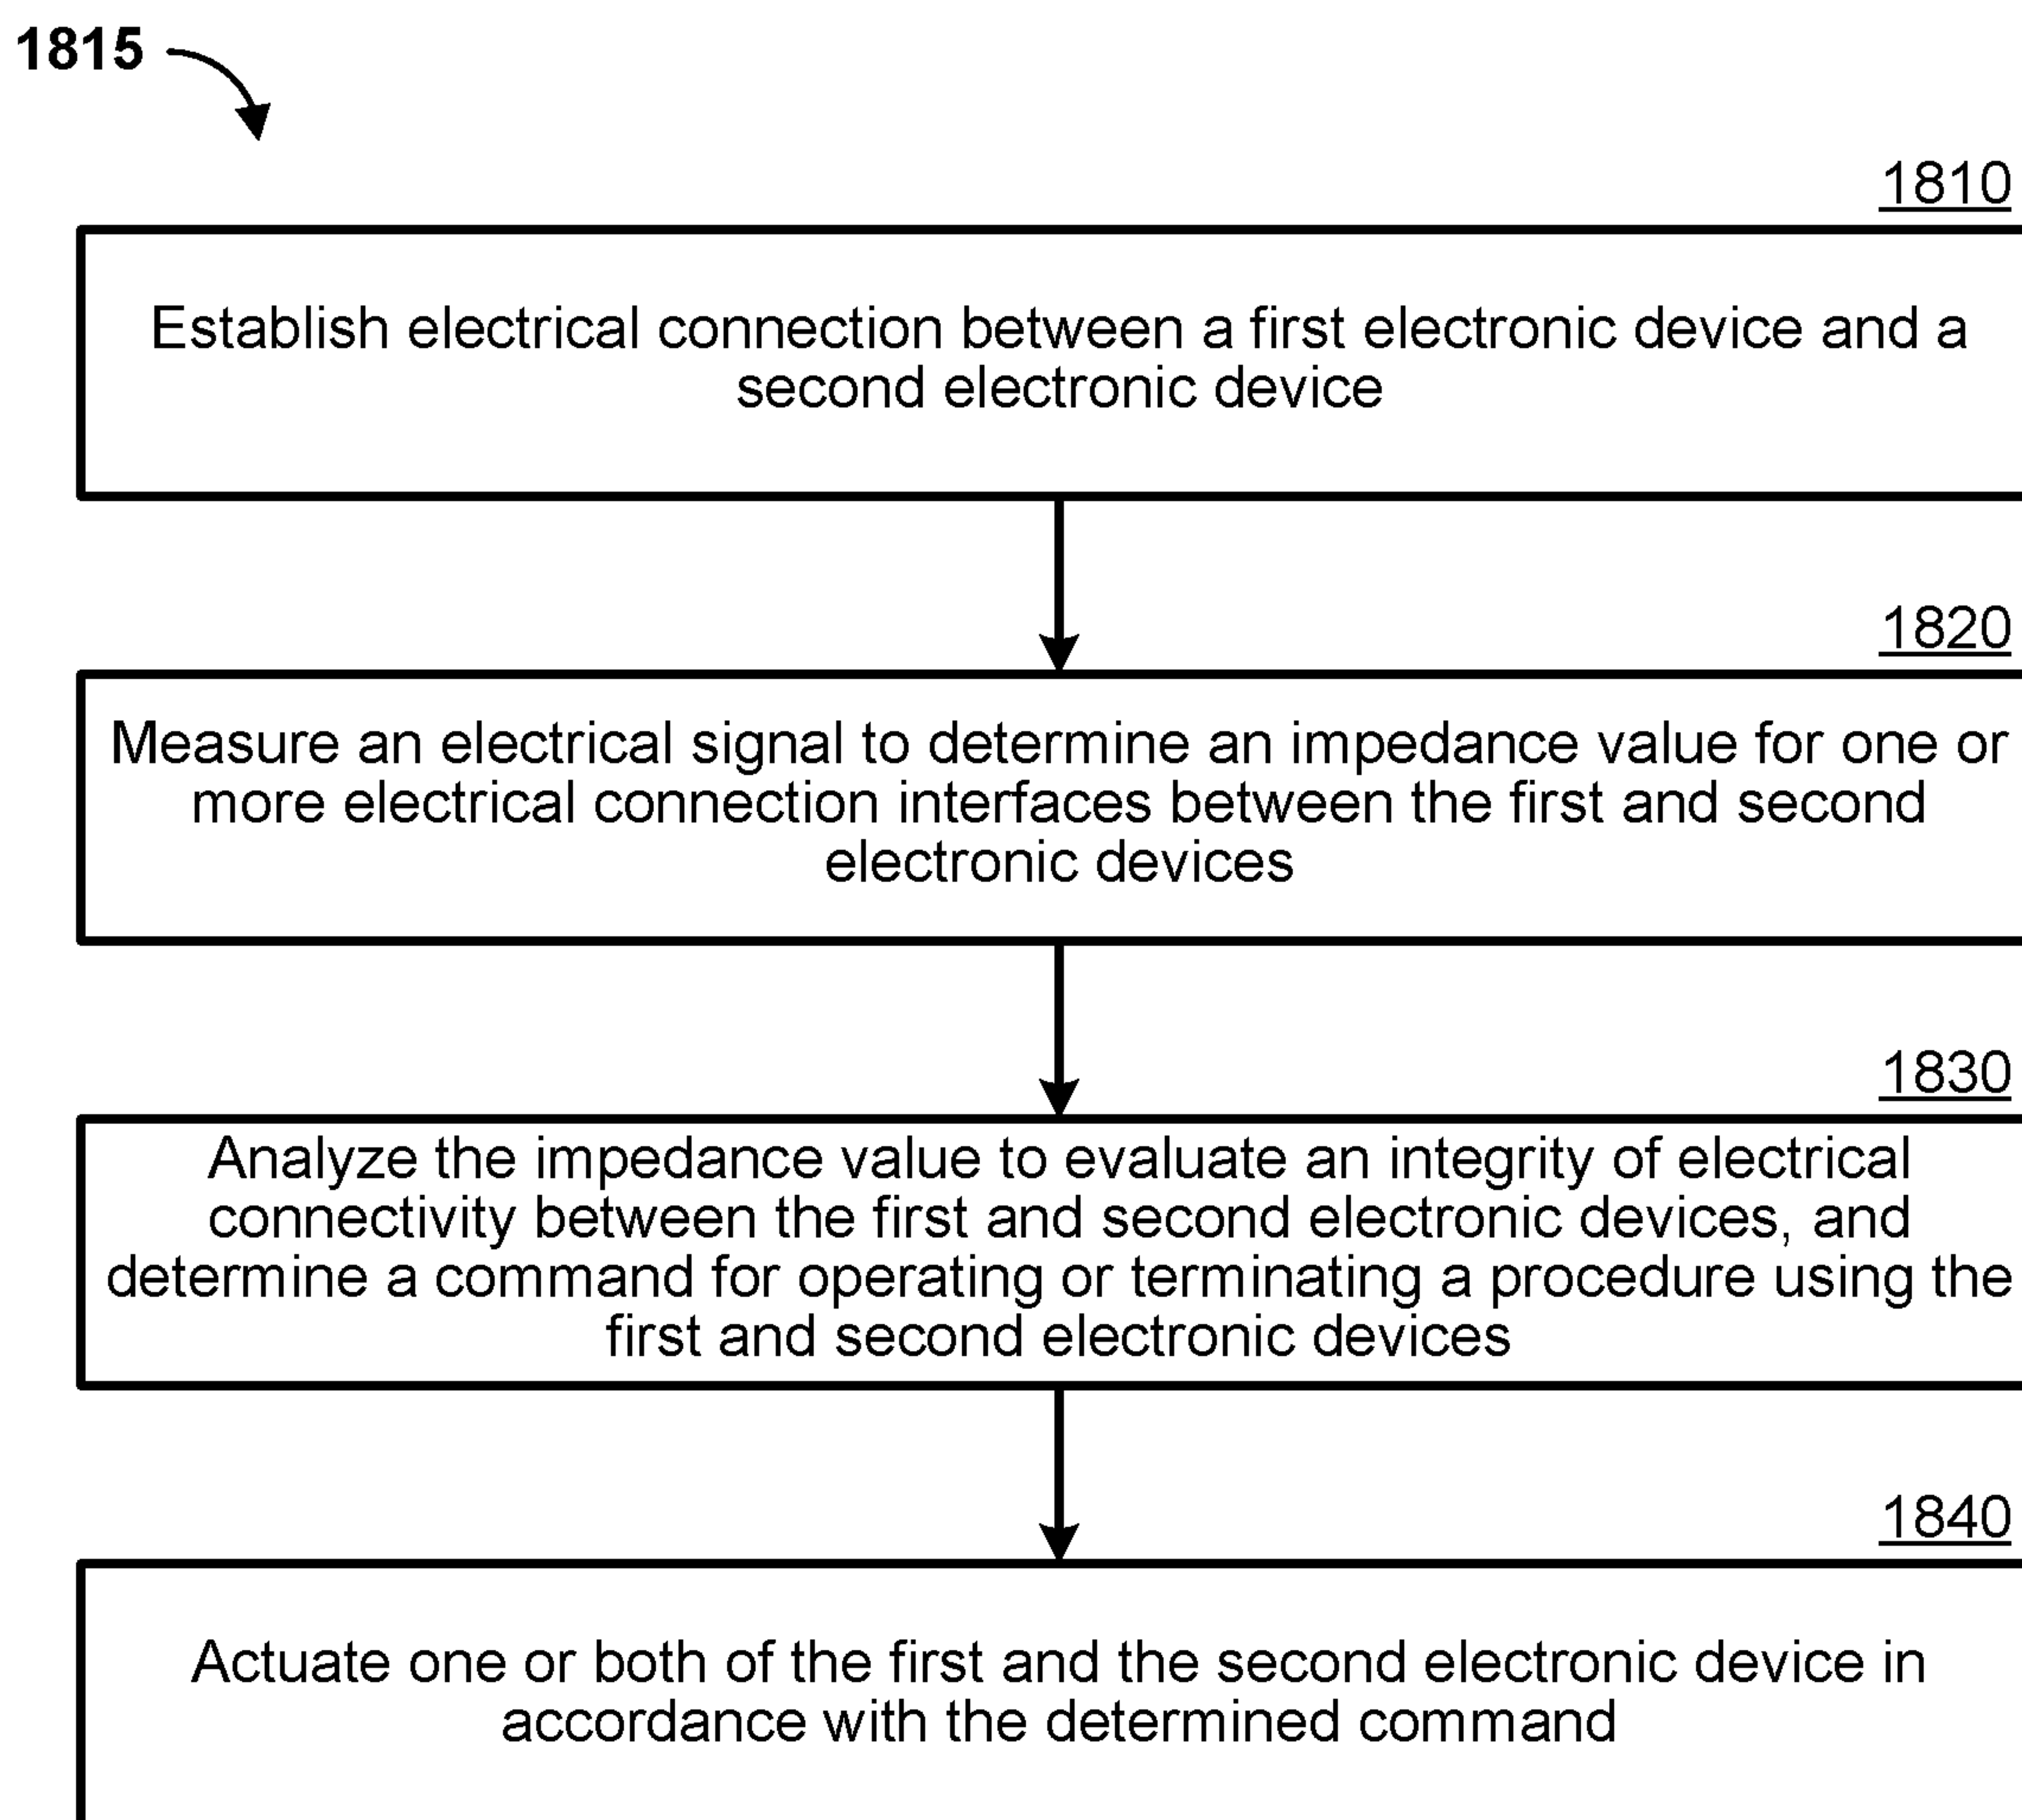 1815
1810
Establish electrical connection between a first electronic device and a
second electronic device
1820
Measure an electrical signal to determine an impedance value for one or
more electrical connection interfaces between the first and second
electronic devices
1830
Analyze the impedance value to evaluate an integrity of electrical
connectivity between the first and second electronic devices, and
determine a command for operating or terminating a procedure using the
first and second electronic devices
1840
Actuate one or both of the first and the second electronic device in
accordance with the determined command